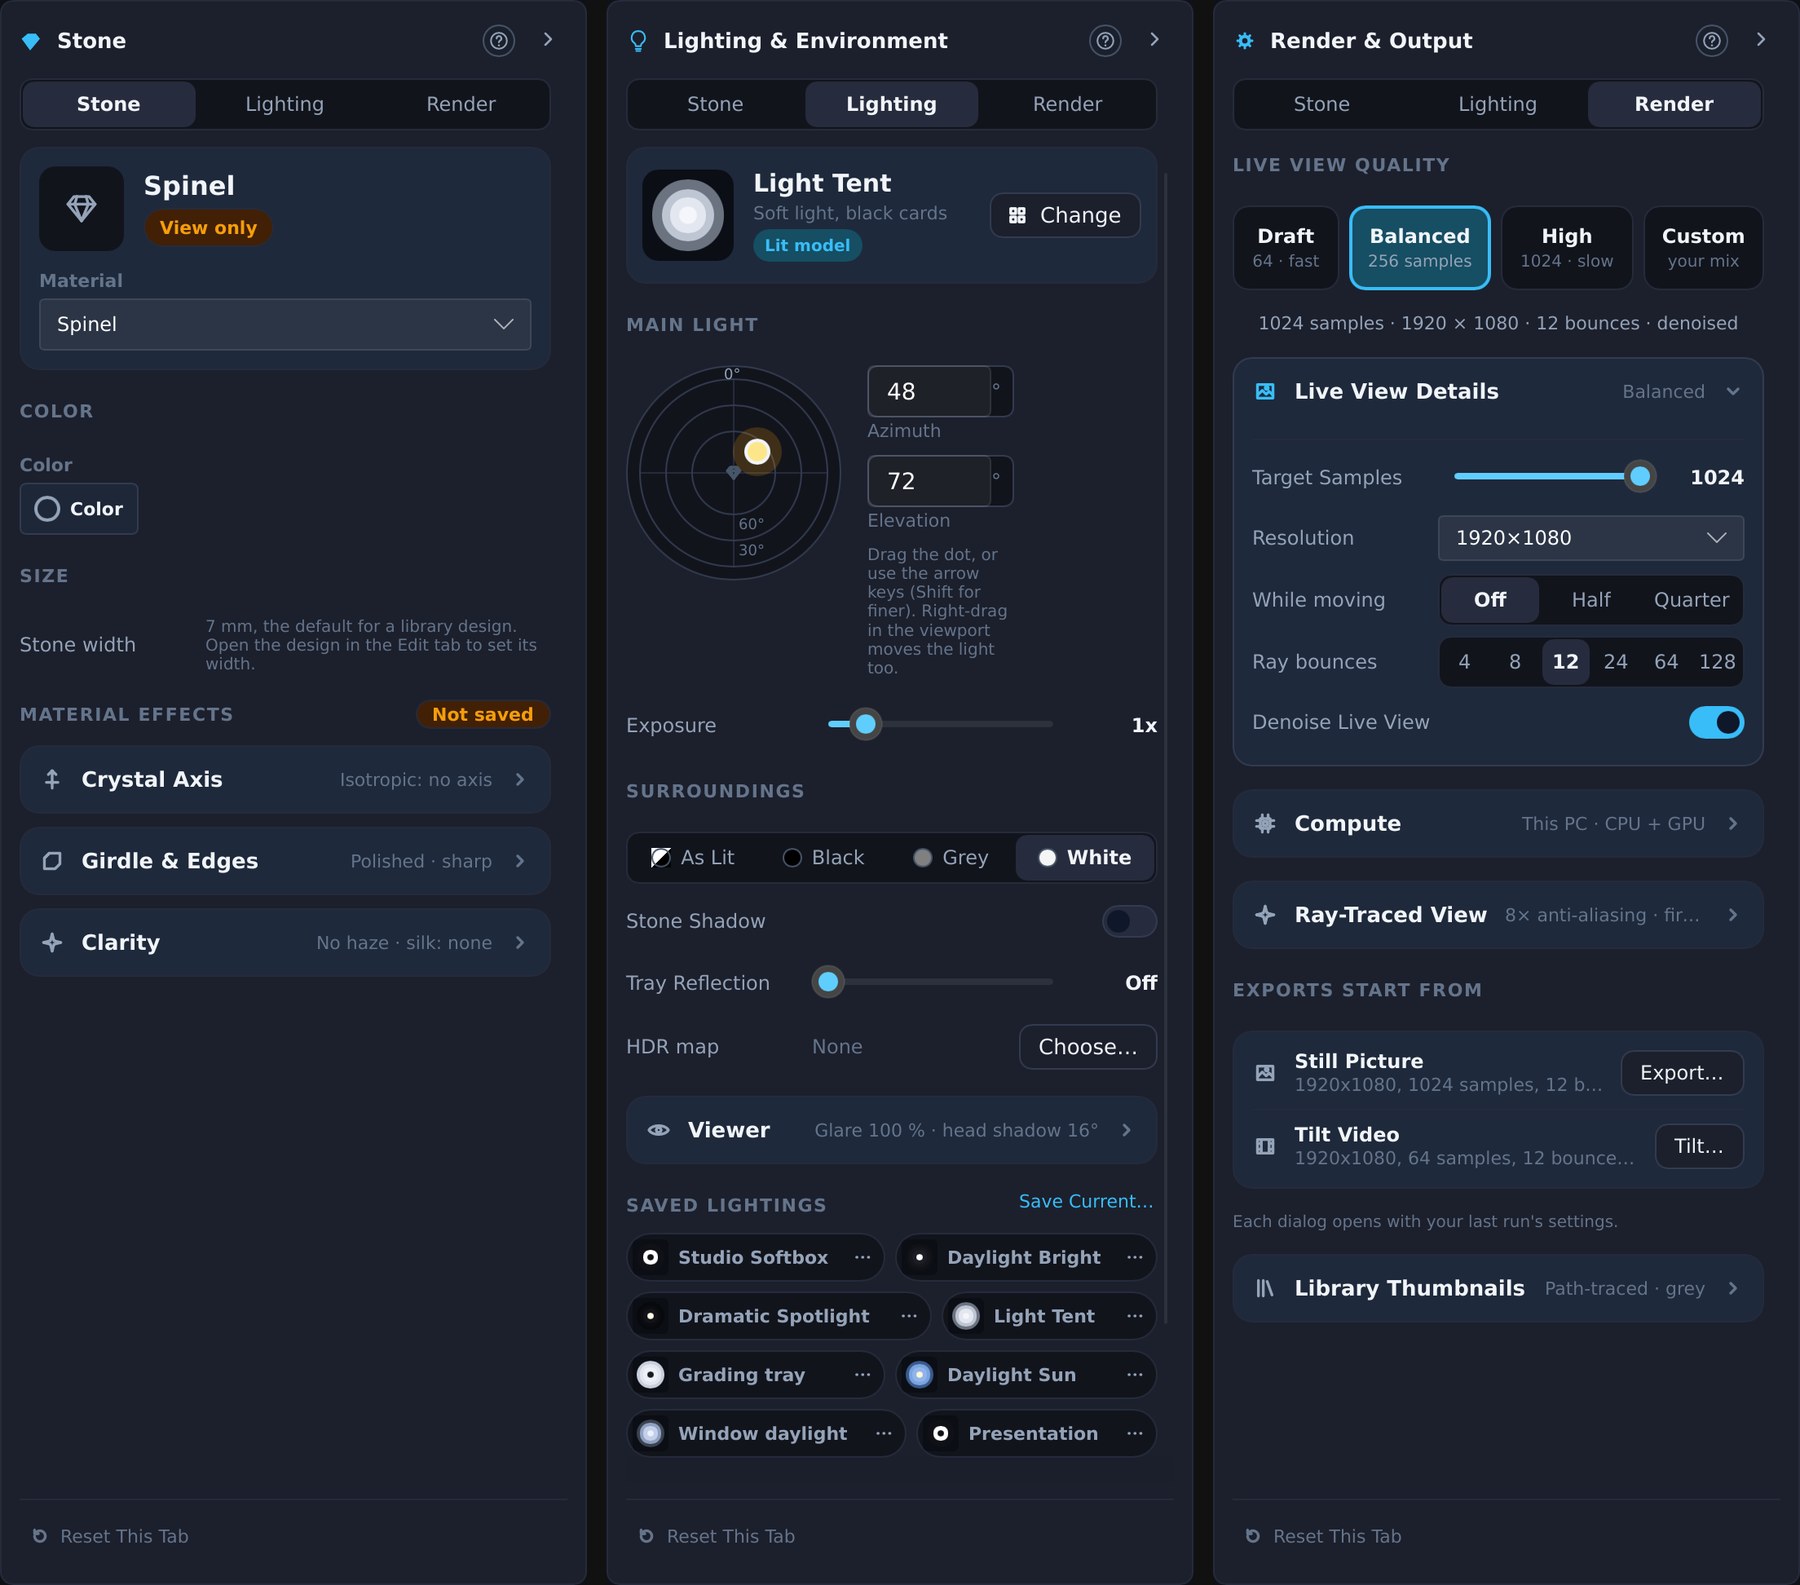 Stone
Stone Lighting Render
Spinel
View only
Material
Spinel
COLOR
Color
Color
SIZE
Stone width
7 mm, the default for a library design.
Open the design in the Edit tab to set its
width.
MATERIAL EFFECTS Not saved
Crystal Axis Isotropic: no axis
Girdle & Edges Polished · sharp
Clarity No haze · silk: none
Reset This Tab
Lighting & Environment
Stone Lighting Render
Light Tent
Soft light, black cards
Lit model
Change
MAIN LIGHT
0°
60°
30°
48 °
Azimuth
72 °
Elevation
Drag the dot, or
use the arrow
keys (Shift for
finer). Right-drag
in the viewport
moves the light
too.
Exposure 1x
SURROUNDINGS
As Lit Black Grey White
Stone Shadow
Tray Reflection Off
HDR map None Choose...
Viewer Glare 100 % · head shadow 16°
SAVED LIGHTINGS Save Current...
Studio Softbox ··· Daylight Bright ···
Dramatic Spotlight ··· Light Tent ···
Grading tray ··· Daylight Sun ···
Window daylight ··· Presentation ···
Reset This Tab
Render & Output
Stone Lighting Render
LIVE VIEW QUALITY
Draft
64 · fast
Balanced
256 samples
High
1024 · slow
Custom
your mix
1024 samples · 1920 × 1080 · 12 bounces · denoised
Live View Details Balanced
Target Samples 1024
Resolution 1920×1080
While moving Off Half Quarter
Ray bounces 4 8 12 24 64 128
Denoise Live View
Compute This PC · CPU + GPU
Ray-Traced View 8× anti-aliasing · fir...
EXPORTS START FROM
Still Picture
1920x1080, 1024 samples, 12 b...
Export...
Tilt Video
1920x1080, 64 samples, 12 bounce...
Tilt...
Each dialog opens with your last run's settings.
Library Thumbnails Path-traced · grey
Reset This Tab